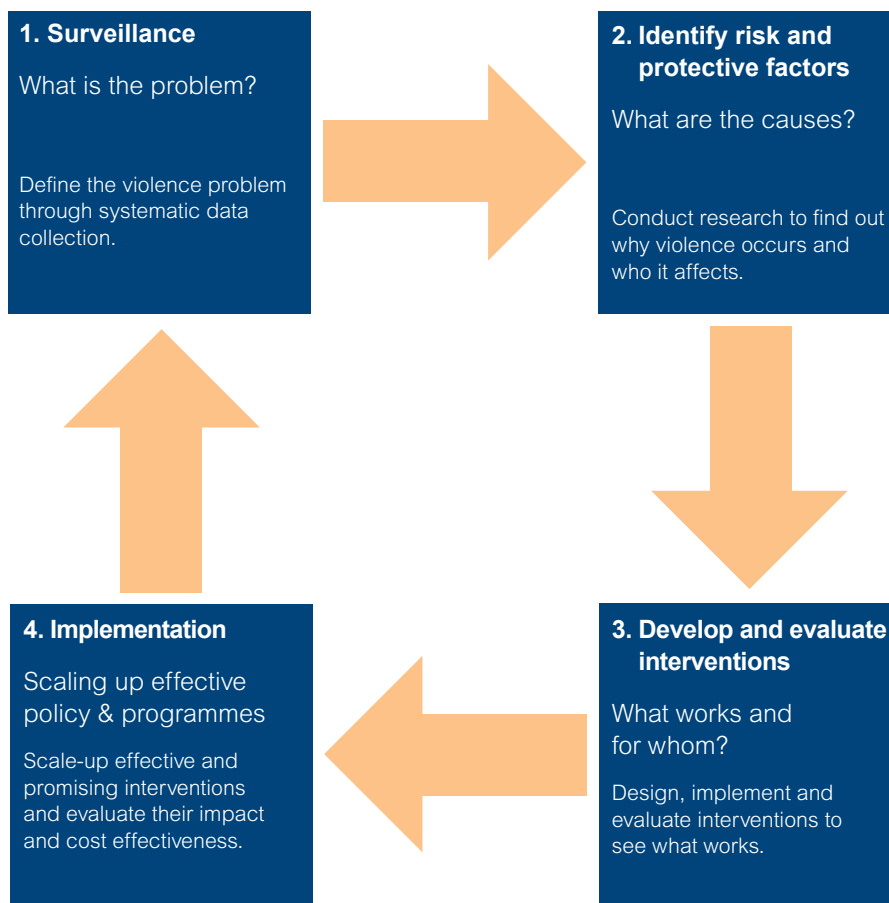 1. Surveillance
What is the problem?
Define the violence problem
through systematic data
collection.
2. Identify risk and
protective factors
What are the causes?
Conduct research to find out
why violence occurs and
who it affects.
3. Develop and evaluate
interventions
What works and
for whom?
Design, implement and
evaluate interventions to
see what works.
4. Implementation
Scaling up effective
policy & programmes
Scale-up effective and
promising interventions
and evaluate their impact
and cost effectiveness.